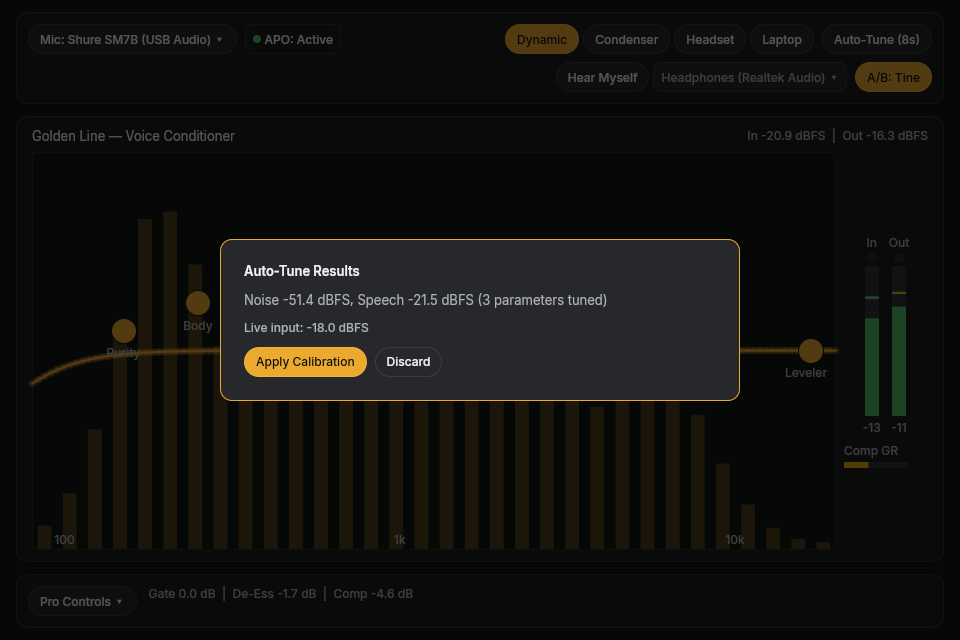 Mic: Shure SM7B (USB Audio) ▾
APO: Active
Dynamic
Condenser
Headset
Laptop
Auto-Tune (8s)
Hear Myself
Headphones (Realtek Audio) ▾
A/B: Tine
Golden Line — Voice Conditioner
In -20.9 dBFS | Out -16.3 dBFS
In Out
Body
Purity
Leveler
Auto-Tune Results
Noise -51.4 dBFS, Speech -21.5 dBFS (3 parameters tuned)
Live input: -18.0 dBFS
Apply Calibration
Discard
-13 -11
Comp GR
100
1k
10k
Pro Controls ▾
Gate 0.0 dB | De-Ess -1.7 dB | Comp -4.6 dB